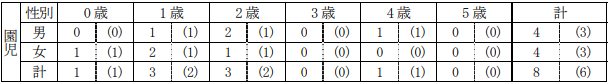 園児 性別 0歳 1歳 2歳 3歳 4歳 5歳 計
男 0 (0) 1 (1) 2 (1) 0 (0) 1 (1) 0 (0) 4 (3)
女 1 (1) 2 (1) 1 (1) 0 (0) 0 (0) 0 (0) 4 (3)
計 1 (1) 3 (2) 3 (2) 0 (0) 1 (1) 0 (0) 8 (6)